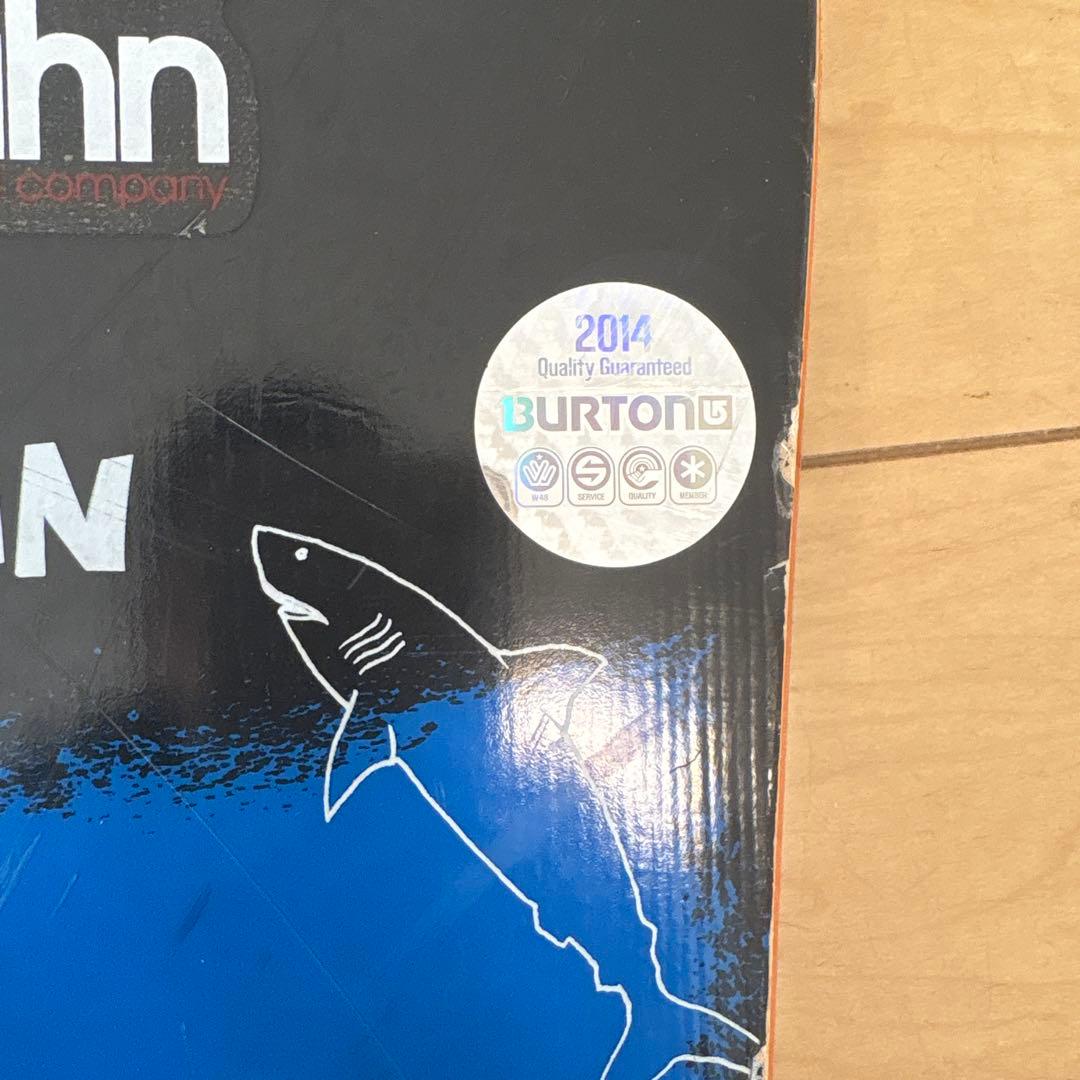 hn
company
2014
Quality Guaranteed
BURTON
W48
SERVICE
QUALITY
MEMBER
N